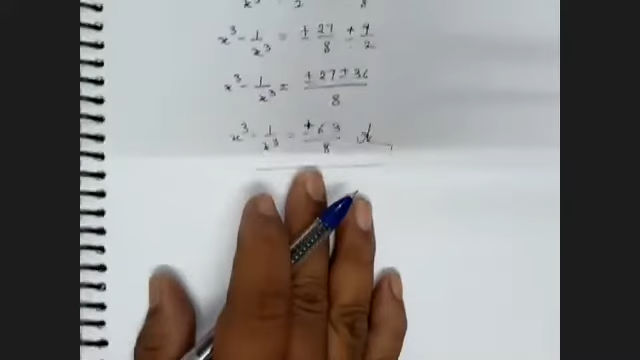 x³ - 1/x³ = ± 27/8 ± 9/2
x³ - 1/x³ = ± 27 ± 36 / 8
x³ - 1/x³ = ± 63 / 8